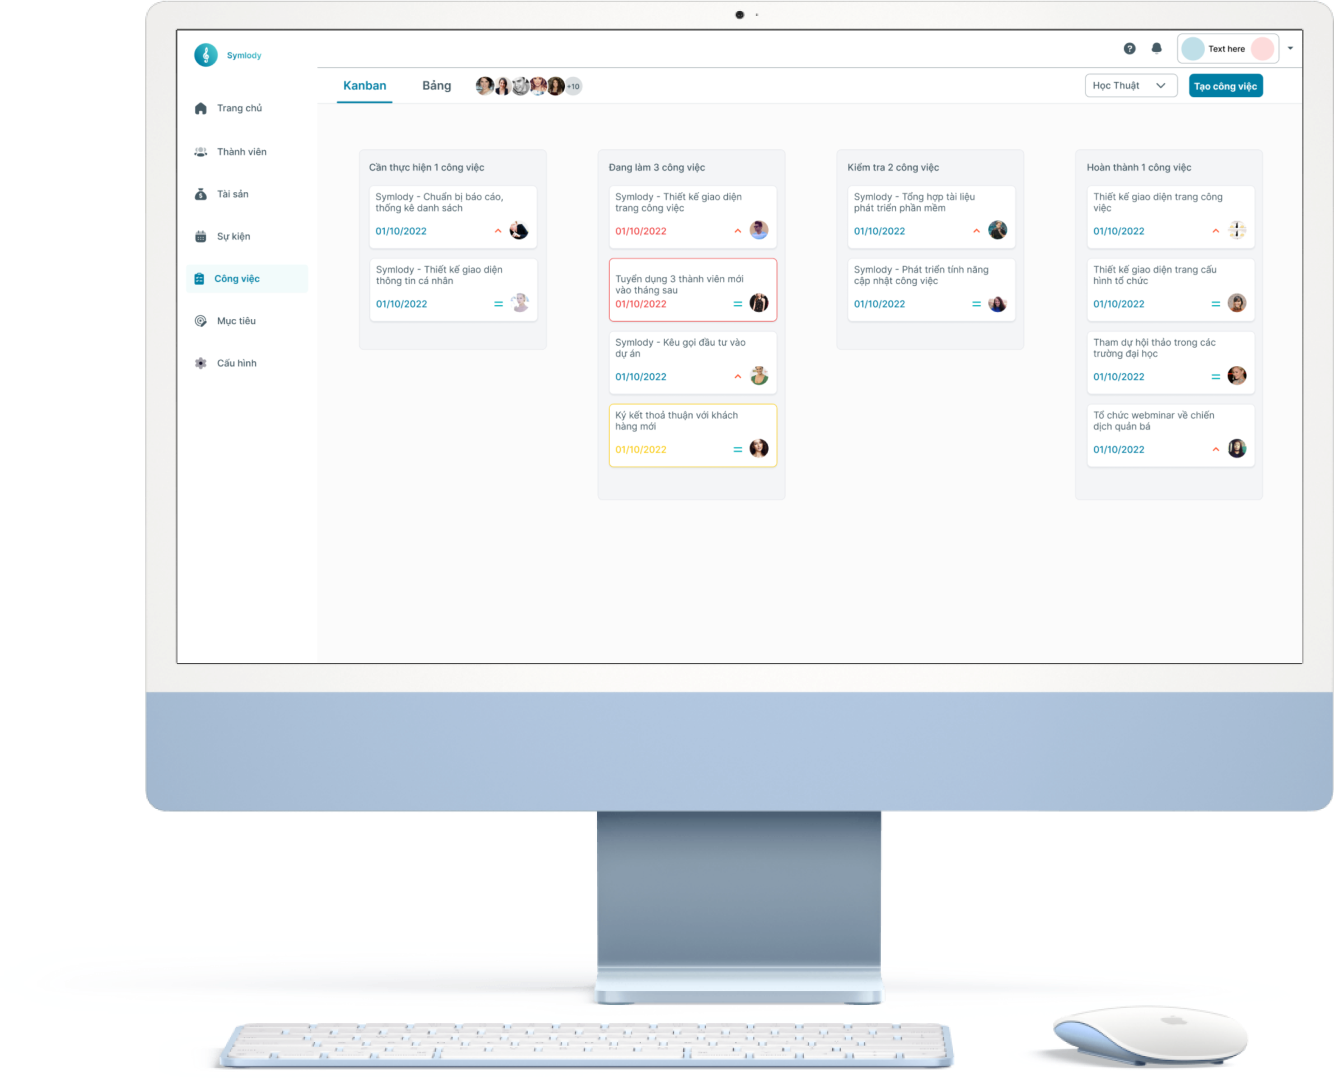 Symlody
Text here
Kanban
Bảng
+10
Học Thuật
Tạo công việc
Trang chủ
Thành viên
Tài sản
Sự kiện
Công việc
Mục tiêu
Cấu hình
Cần thực hiện 1 công việc
Symlody - Chuẩn bị báo cáo,
thống kê danh sách
01/10/2022
Symlody - Thiết kế giao diện
thông tin cá nhân
01/10/2022
Đang làm 3 công việc
Symlody - Thiết kế giao diện
trang công việc
01/10/2022
Tuyển dụng 3 thành viên mới
vào tháng sau
01/10/2022
Symlody - Kêu gọi đầu tư vào
dự án
01/10/2022
Ký kết thoả thuận với khách
hàng mới
01/10/2022
Kiểm tra 2 công việc
Symlody - Tổng hợp tài liệu
phát triển phần mềm
01/10/2022
Symlody - Phát triển tính năng
cập nhật công việc
01/10/2022
Hoàn thành 1 công việc
Thiết kế giao diện trang công
việc
01/10/2022
Thiết kế giao diện trang cấu
hình tổ chức
01/10/2022
Tham dự hội thảo trong các
trường đại học
01/10/2022
Tổ chức webminar về chiến
dịch quản bá
01/10/2022